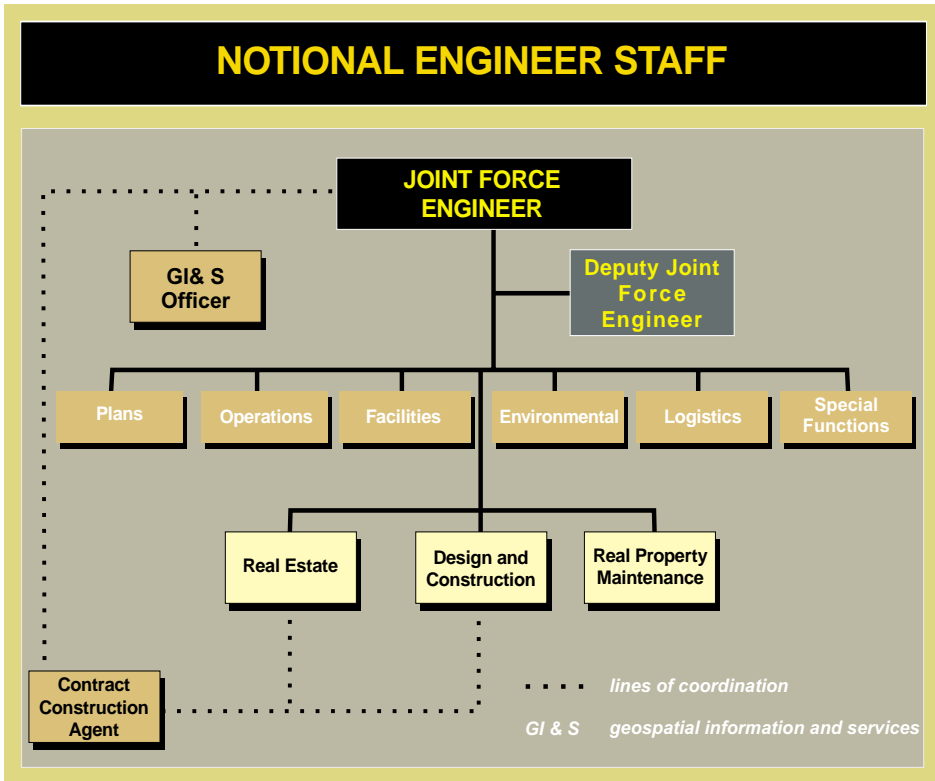 NOTIONAL ENGINEER STAFF
JOINT FORCE
ENGINEER
GI& S
Officer
Deputy Joint
Force
Engineer
Plans
Operations
Facilities
Environmental
Logistics
Special
Functions
Real Estate
Design and
Construction
Real Property
Maintenance
Contract
Construction
Agent
lines of coordination
GI & S geospatial information and services